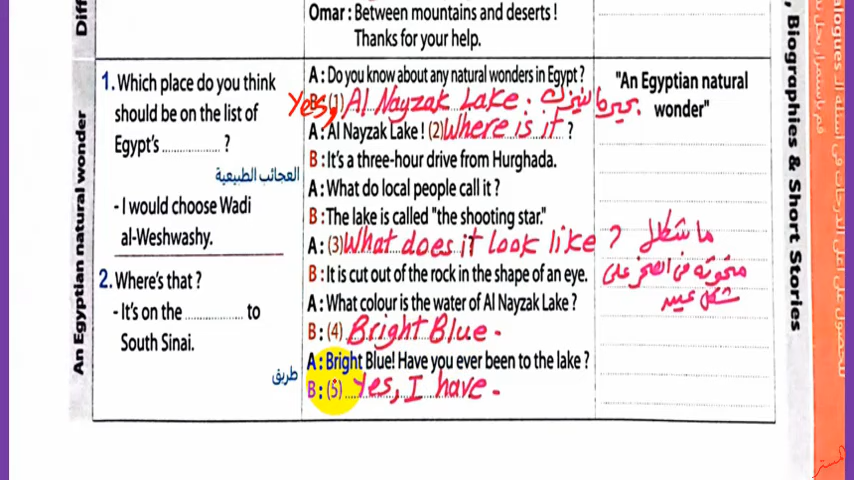 Omar : Between mountains and deserts !
Thanks for your help.
An Egyptian natural wonder
1. Which place do you think
should be on the list of
Egypt's ............... ?
العجائب الطبيعية
- I would choose Wadi
al-Weshwashy.
2. Where's that ?
- It's on the ............... to
South Sinai.
طريق
A : Do you know about any natural wonders in Egypt ?
B : (1) Yes, Al Nayzak Lake :
A : Al Nayzak Lake ! (2) Where is it ?
B : It's a three-hour drive from Hurghada.
A : What do local people call it ?
B : The lake is called "the shooting star."
A : (3) What does it look like ? ما شكل
B : It is cut out of the rock in the shape of an eye.
A : What colour is the water of Al Nayzak Lake ?
B : (4) Bright Blue.
A : Bright Blue! Have you ever been to the lake ?
B : (5) Yes, I have.
"An Egyptian natural
wonder"
منحوتة فى الصخر على
شكل عين
, Biographies & Short Stories